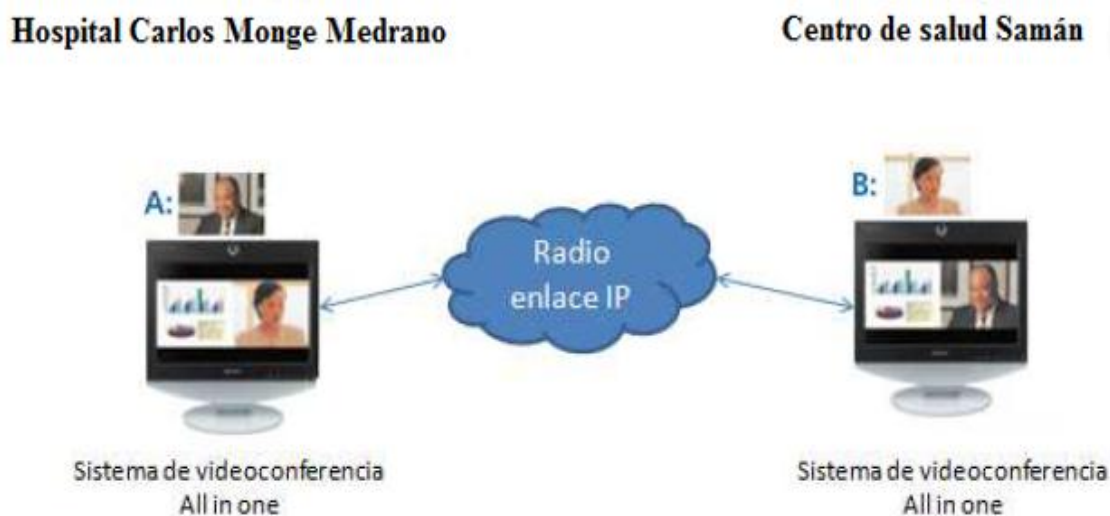 Hospital Carlos Monge Medrano
Centro de salud Samán
A:
B:
Radio
enlace IP
Sistema de videoconferencia
All in one
Sistema de videoconferencia
All in one